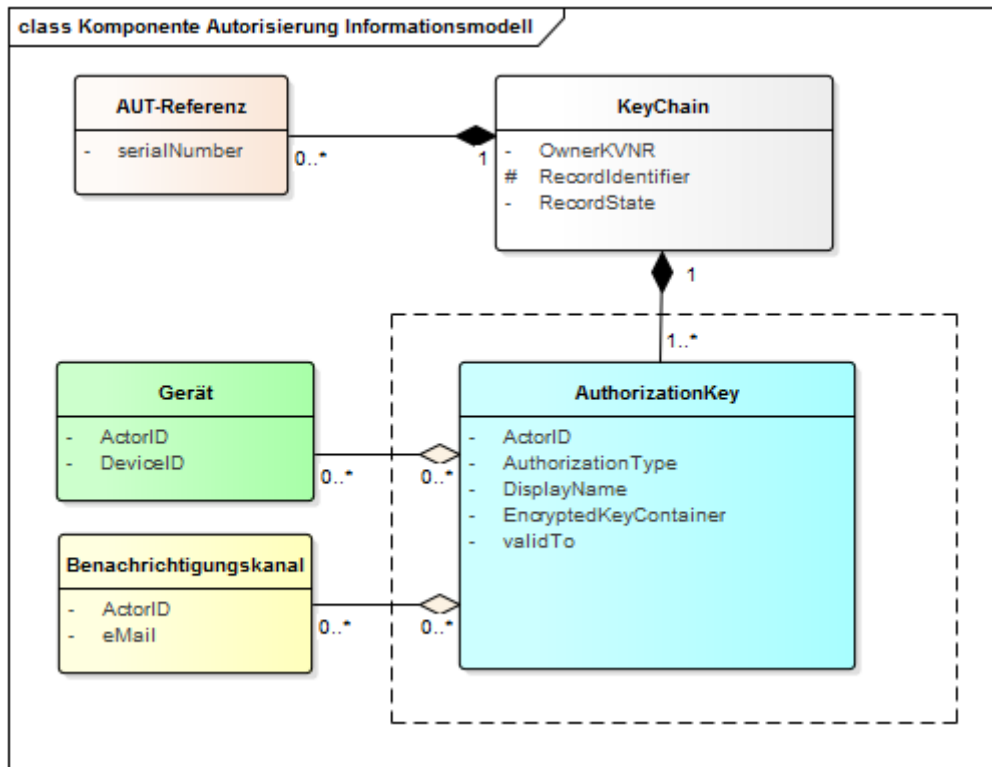 class Komponente Autorisierung Informationsmodell
AUT-Referenz
- serialNumber
0..*
1
KeyChain
- OwnerKVNR
# RecordIdentifier
- RecordState
1
1..*
Gerät
- ActorID
- DeviceID
0..*
0..*
AuthorizationKey
- ActorID
- AuthorizationType
- DisplayName
- EncryptedKeyContainer
- validTo
Benachrichtigungskanal
- ActorID
- eMail
0..*
0..*